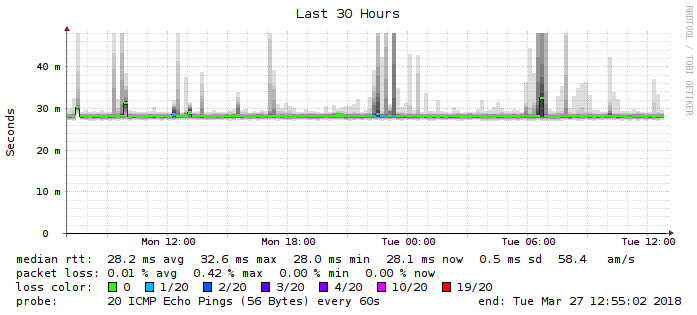 Last 30 Hours
RRDTOOL / TOBI OETIKER
Seconds
40 m
30 m
20 m
10 m
0
Mon 12:00 Mon 18:00 Tue 00:00 Tue 06:00 Tue 12:00
median rtt: 28.2 ms avg 32.6 ms max 28.0 ms min 28.1 ms now 0.5 ms sd 58.4 am/s
packet loss: 0.01 % avg 0.42 % max 0.00 % min 0.00 % now
loss color: 0 1/20 2/20 3/20 4/20 10/20 19/20
probe: 20 ICMP Echo Pings (56 Bytes) every 60s end: Tue Mar 27 12:55:02 2018